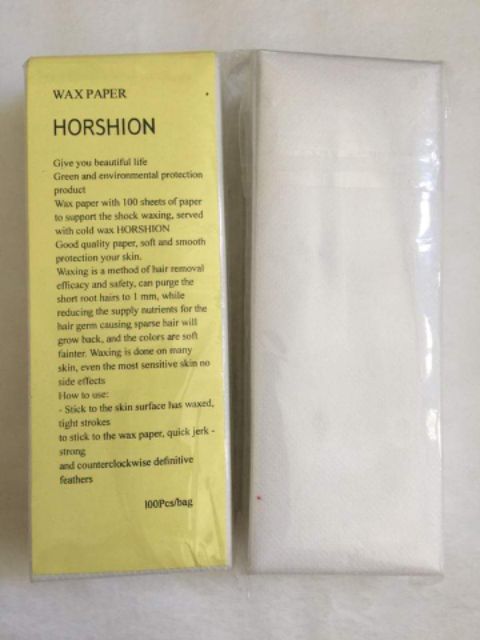 WAX PAPER
HORSHION
Give you beautiful life
Green and environmental protection
product
Wax paper with 100 sheets of paper
to support the shock waxing, served
with cold wax HORSHION
Good quality paper, soft and smooth
protection your skin.
Waxing is a method of hair removal
efficacy and safety, can purge the
short root hairs to 1 mm, while
reducing the supply nutrients for the
hair germ causing sparse hair will
grow back, and the colors are soft
fainter. Waxing is done on many
skin, even the most sensitive skin no
side effects
How to use:
- Stick to the skin surface has waxed,
tight strokes
to stick to the wax paper, quick jerk -
strong
and counterclockwise definitive
feathers
100Pcs/bag